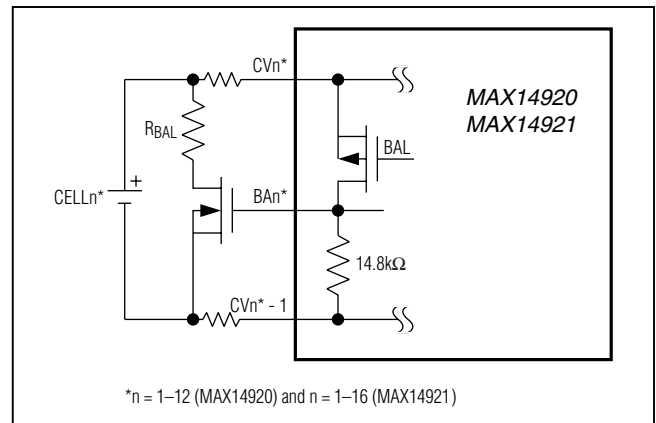 CVn*
MAX14920
MAX14921
RBAL
BAL
+
CELLn*
BAn*
14.8kΩ
CVn* - 1
*n = 1–12 (MAX14920) and n = 1–16 (MAX14921)